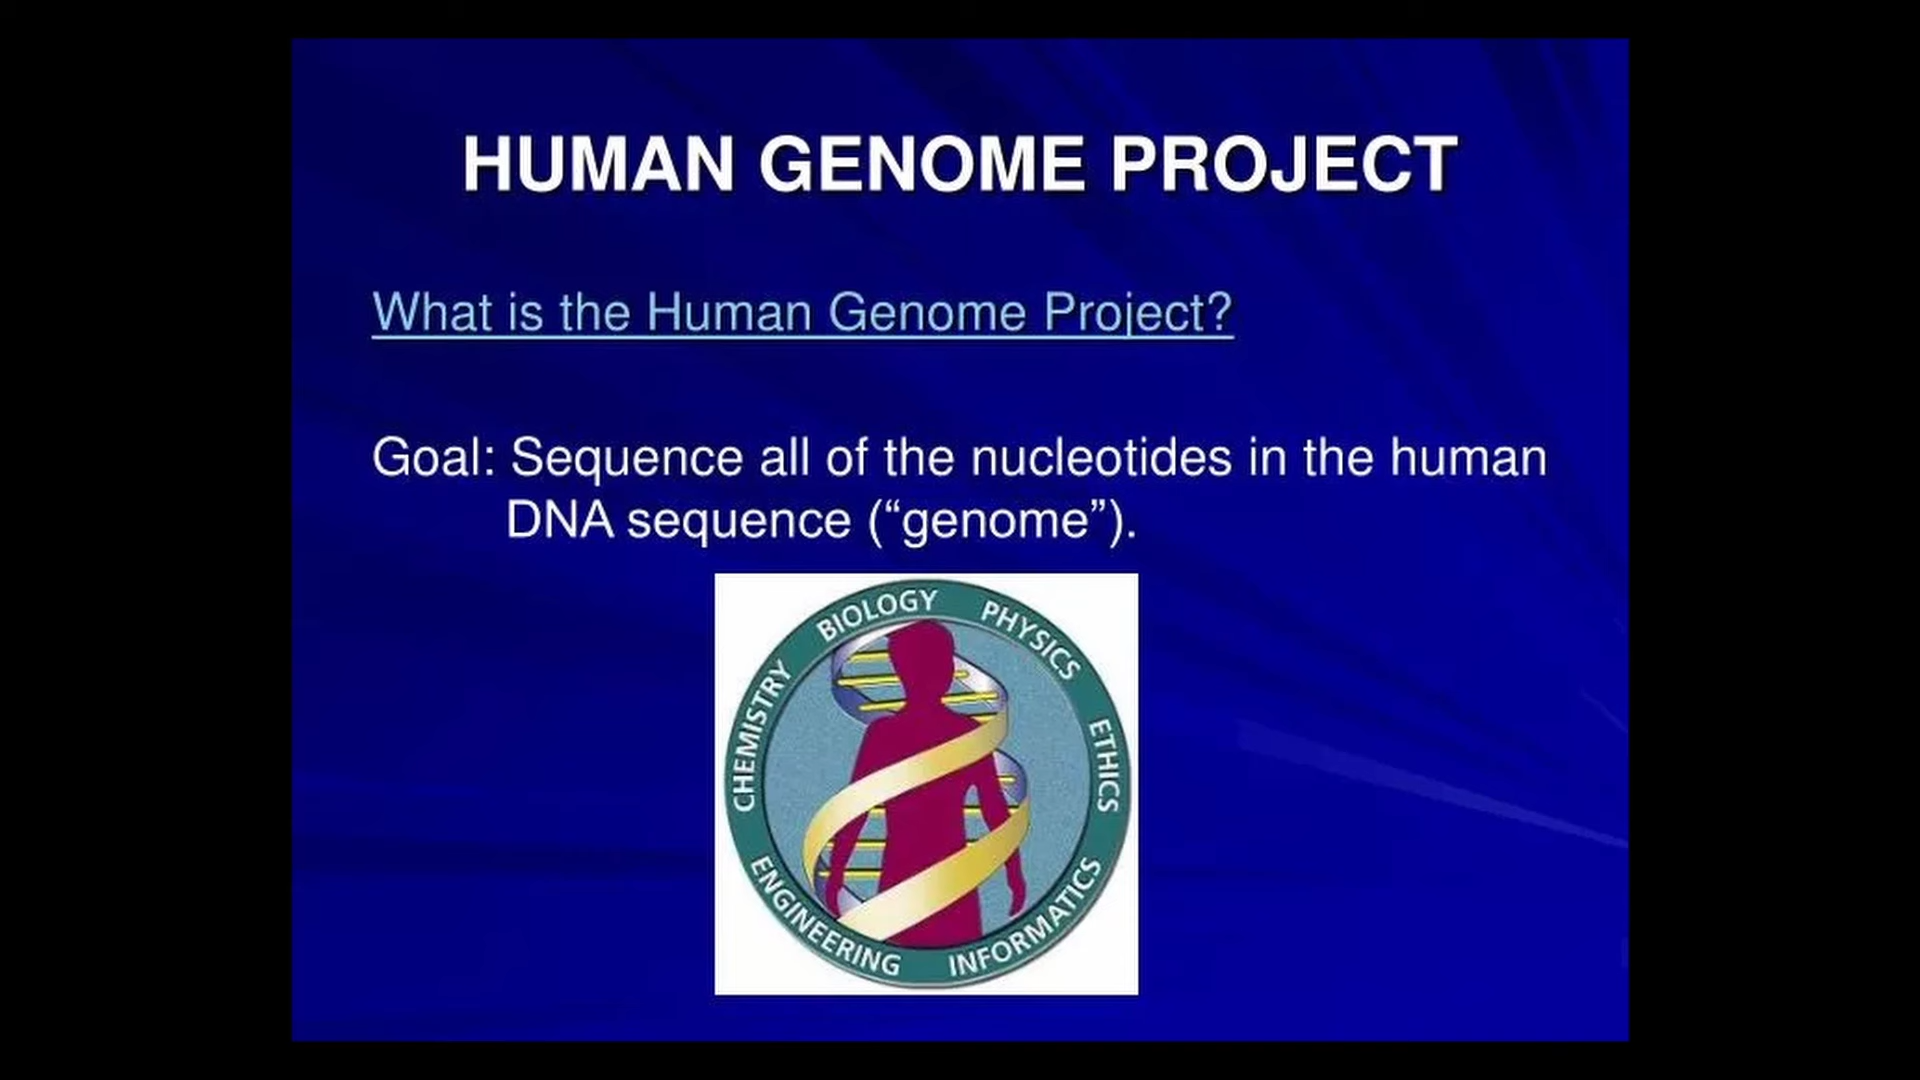 HUMAN GENOME PROJECT
What is the Human Genome Project?
Goal: Sequence all of the nucleotides in the human
DNA sequence (“genome”).
CHEMISTRY
BIOLOGY
PHYSICS
ETHICS
INFORMATICS
ENGINEERING